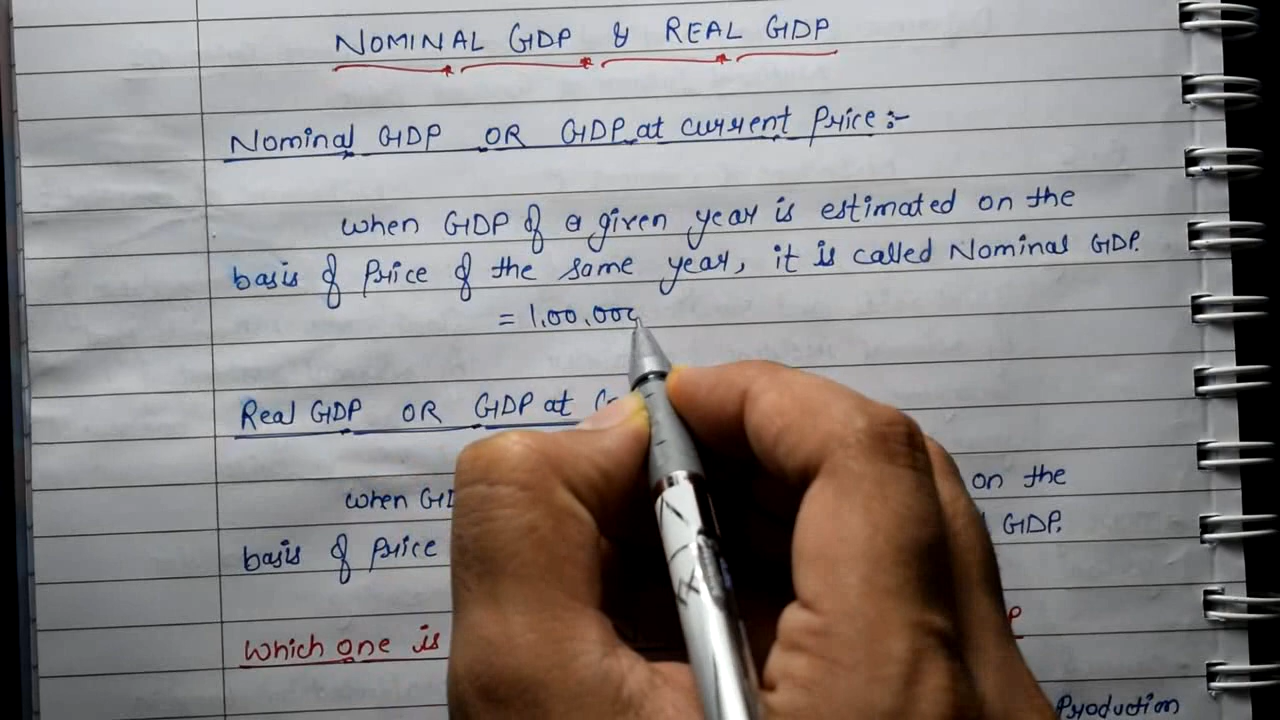 NOMINAL GDP & REAL GDP
Nominal GDP OR GDP at current Price :-
when GDP of a given year is estimated on the
basis of Price of the same year, it is called Nominal GDP.
= 1,00,000
Real GDP OR GDP at
when on the
basis of Price GDP.
Which one is
Production